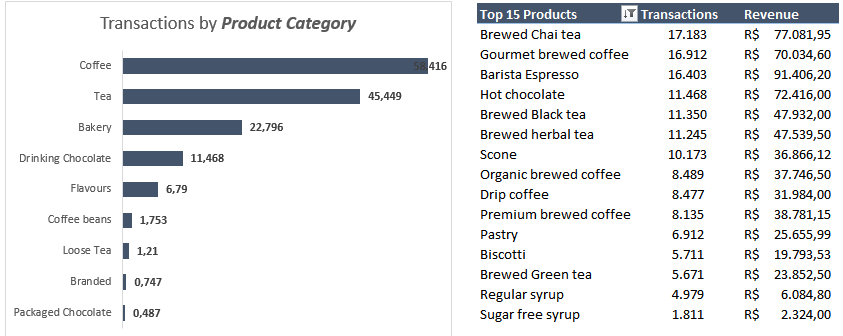 Transactions by Product Category
Coffee 58,416
Tea 45,449
Bakery 22,796
Drinking Chocolate 11,468
Flavours 6,79
Coffee beans 1,753
Loose Tea 1,21
Branded 0,747
Packaged Chocolate 0,487
Top 15 Products Transactions Revenue
Brewed Chai tea 17.183 R$ 77.081,95
Gourmet brewed coffee 16.912 R$ 70.034,60
Barista Espresso 16.403 R$ 91.406,20
Hot chocolate 11.468 R$ 72.416,00
Brewed Black tea 11.350 R$ 47.932,00
Brewed herbal tea 11.245 R$ 47.539,50
Scone 10.173 R$ 36.866,12
Organic brewed coffee 8.489 R$ 37.746,50
Drip coffee 8.477 R$ 31.984,00
Premium brewed coffee 8.135 R$ 38.781,15
Pastry 6.912 R$ 25.655,99
Biscotti 5.711 R$ 19.793,53
Brewed Green tea 5.671 R$ 23.852,50
Regular syrup 4.979 R$ 6.084,80
Sugar free syrup 1.811 R$ 2.324,00